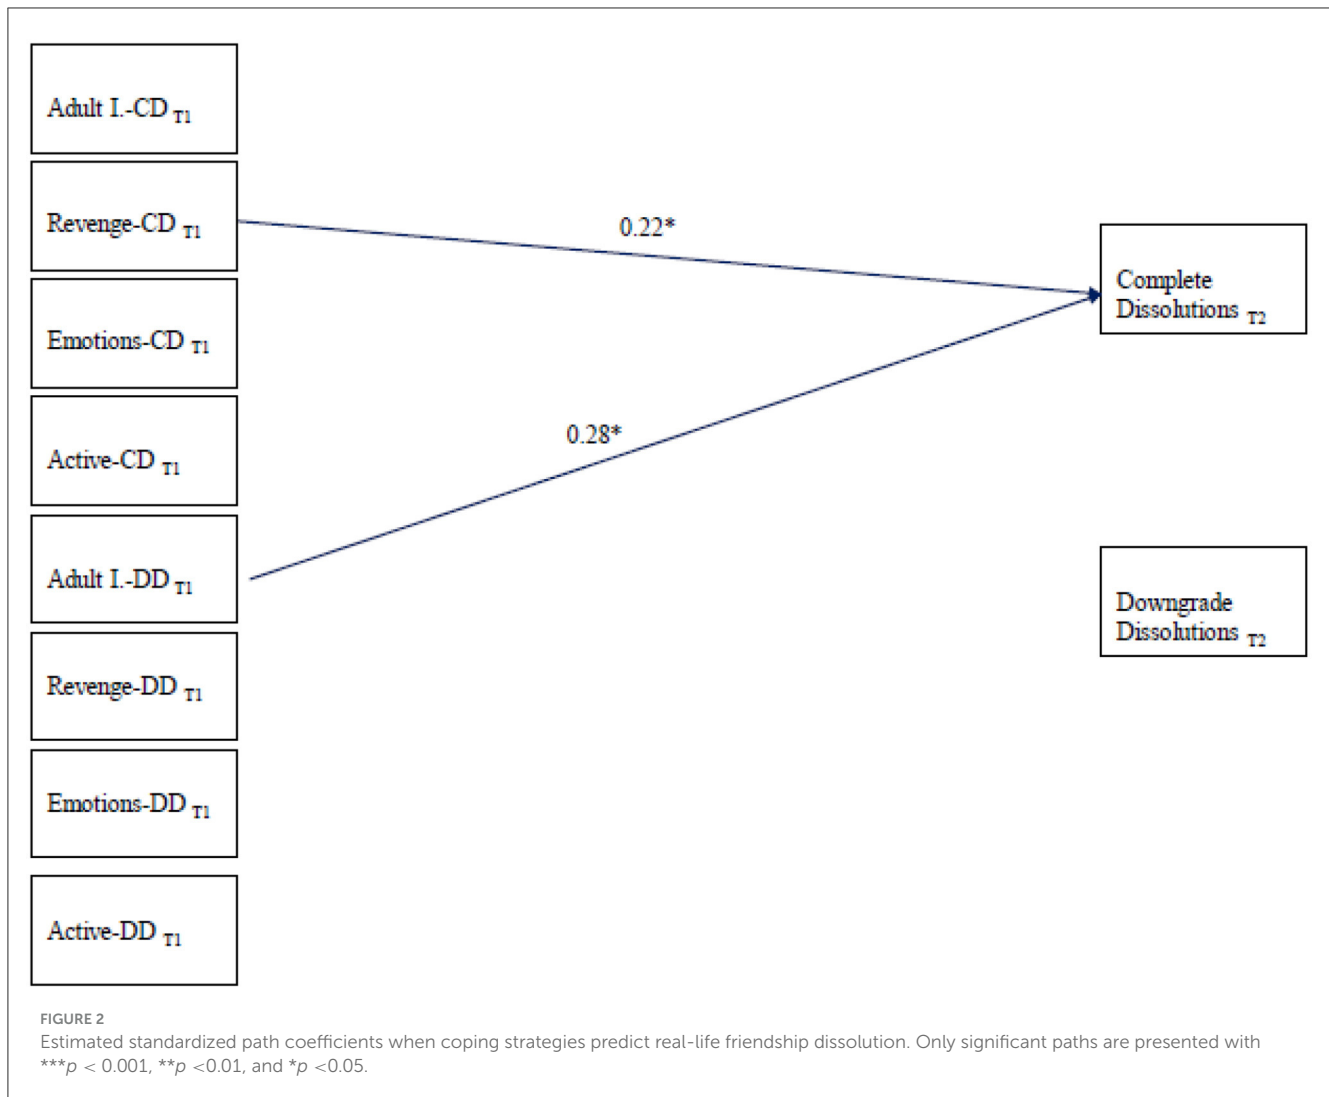 Adult I.-CD T1
Revenge-CD T1
0.22*
Complete
Dissolutions T2
Emotions-CD T1
Active-CD T1
0.28*
Adult I.-DD T1
Downgrade
Dissolutions T2
Revenge-DD T1
Emotions-DD T1
Active-DD T1
FIGURE 2
Estimated standardized path coefficients when coping strategies predict real-life friendship dissolution. Only significant paths are presented with
***p < 0.001, **p <0.01, and *p <0.05.